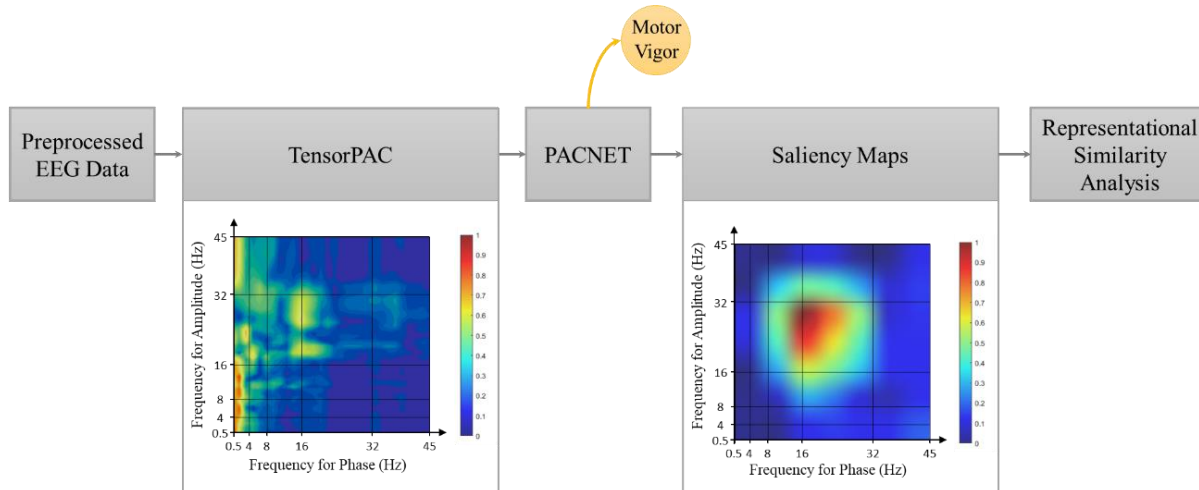 Motor
Vigor
Preprocessed
EEG Data
TensorPAC
PACNET
Saliency Maps
Representational
Similarity
Analysis
Frequency for Amplitude (Hz)
45
32
16
8
4
0.5
0.5 4 8 16 32 45
Frequency for Phase (Hz)
1
0.9
0.8
0.7
0.6
0.5
0.4
0.3
0.2
0.1
0
Frequency for Amplitude (Hz)
45
32
16
8
4
0.5
0.5 4 8 16 32 45
Frequency for Phase (Hz)
1
0.9
0.8
0.7
0.6
0.5
0.4
0.3
0.2
0.1
0